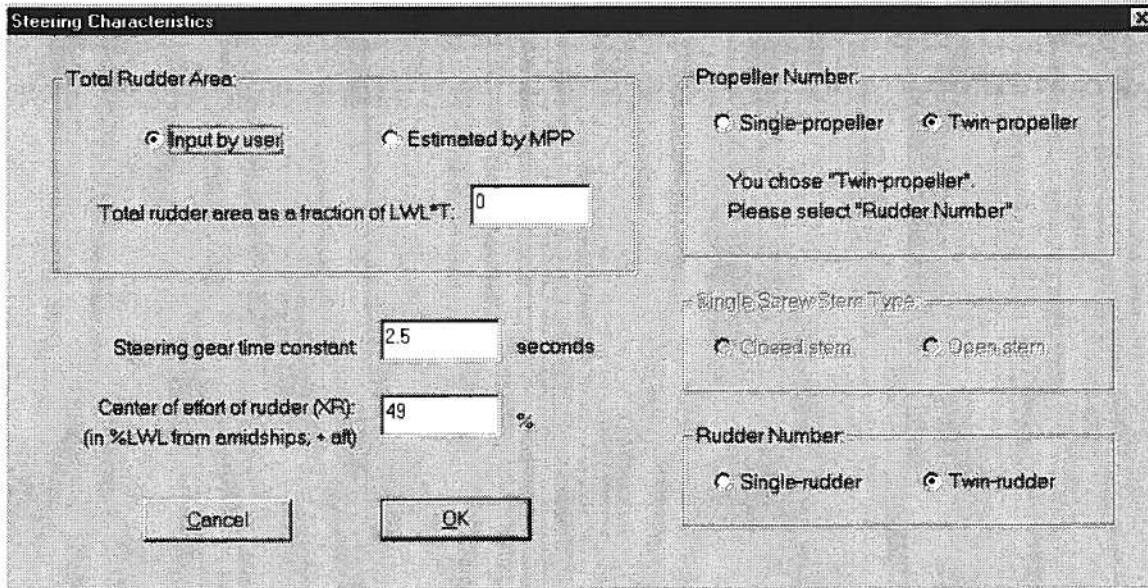 Steering Characteristics
Total Rudder Area:
Input by user
Estimated by MPP
Total rudder area as a fraction of LWL*T:
0
Steering gear time constant
2.5
seconds
Center of effort of rudder (XR):
(in %LWL from amidships, + aft)
49
%
Cancel
OK
Propeller Number:
Single-propeller
Twin-propeller
You chose "Twin-propeller".
Please select "Rudder Number".
Single Screw Stern Type:
Closed stern
Open stern
Rudder Number:
Single-rudder
Twin-rudder